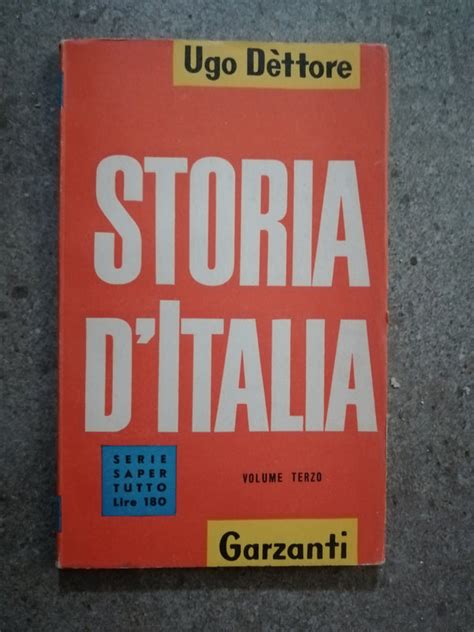 Ugo Dèttore
STORIA
D'ITALIA
SERIE
SAPER
TUTTO
Lire 180
VOLUME TERZO
Garzanti